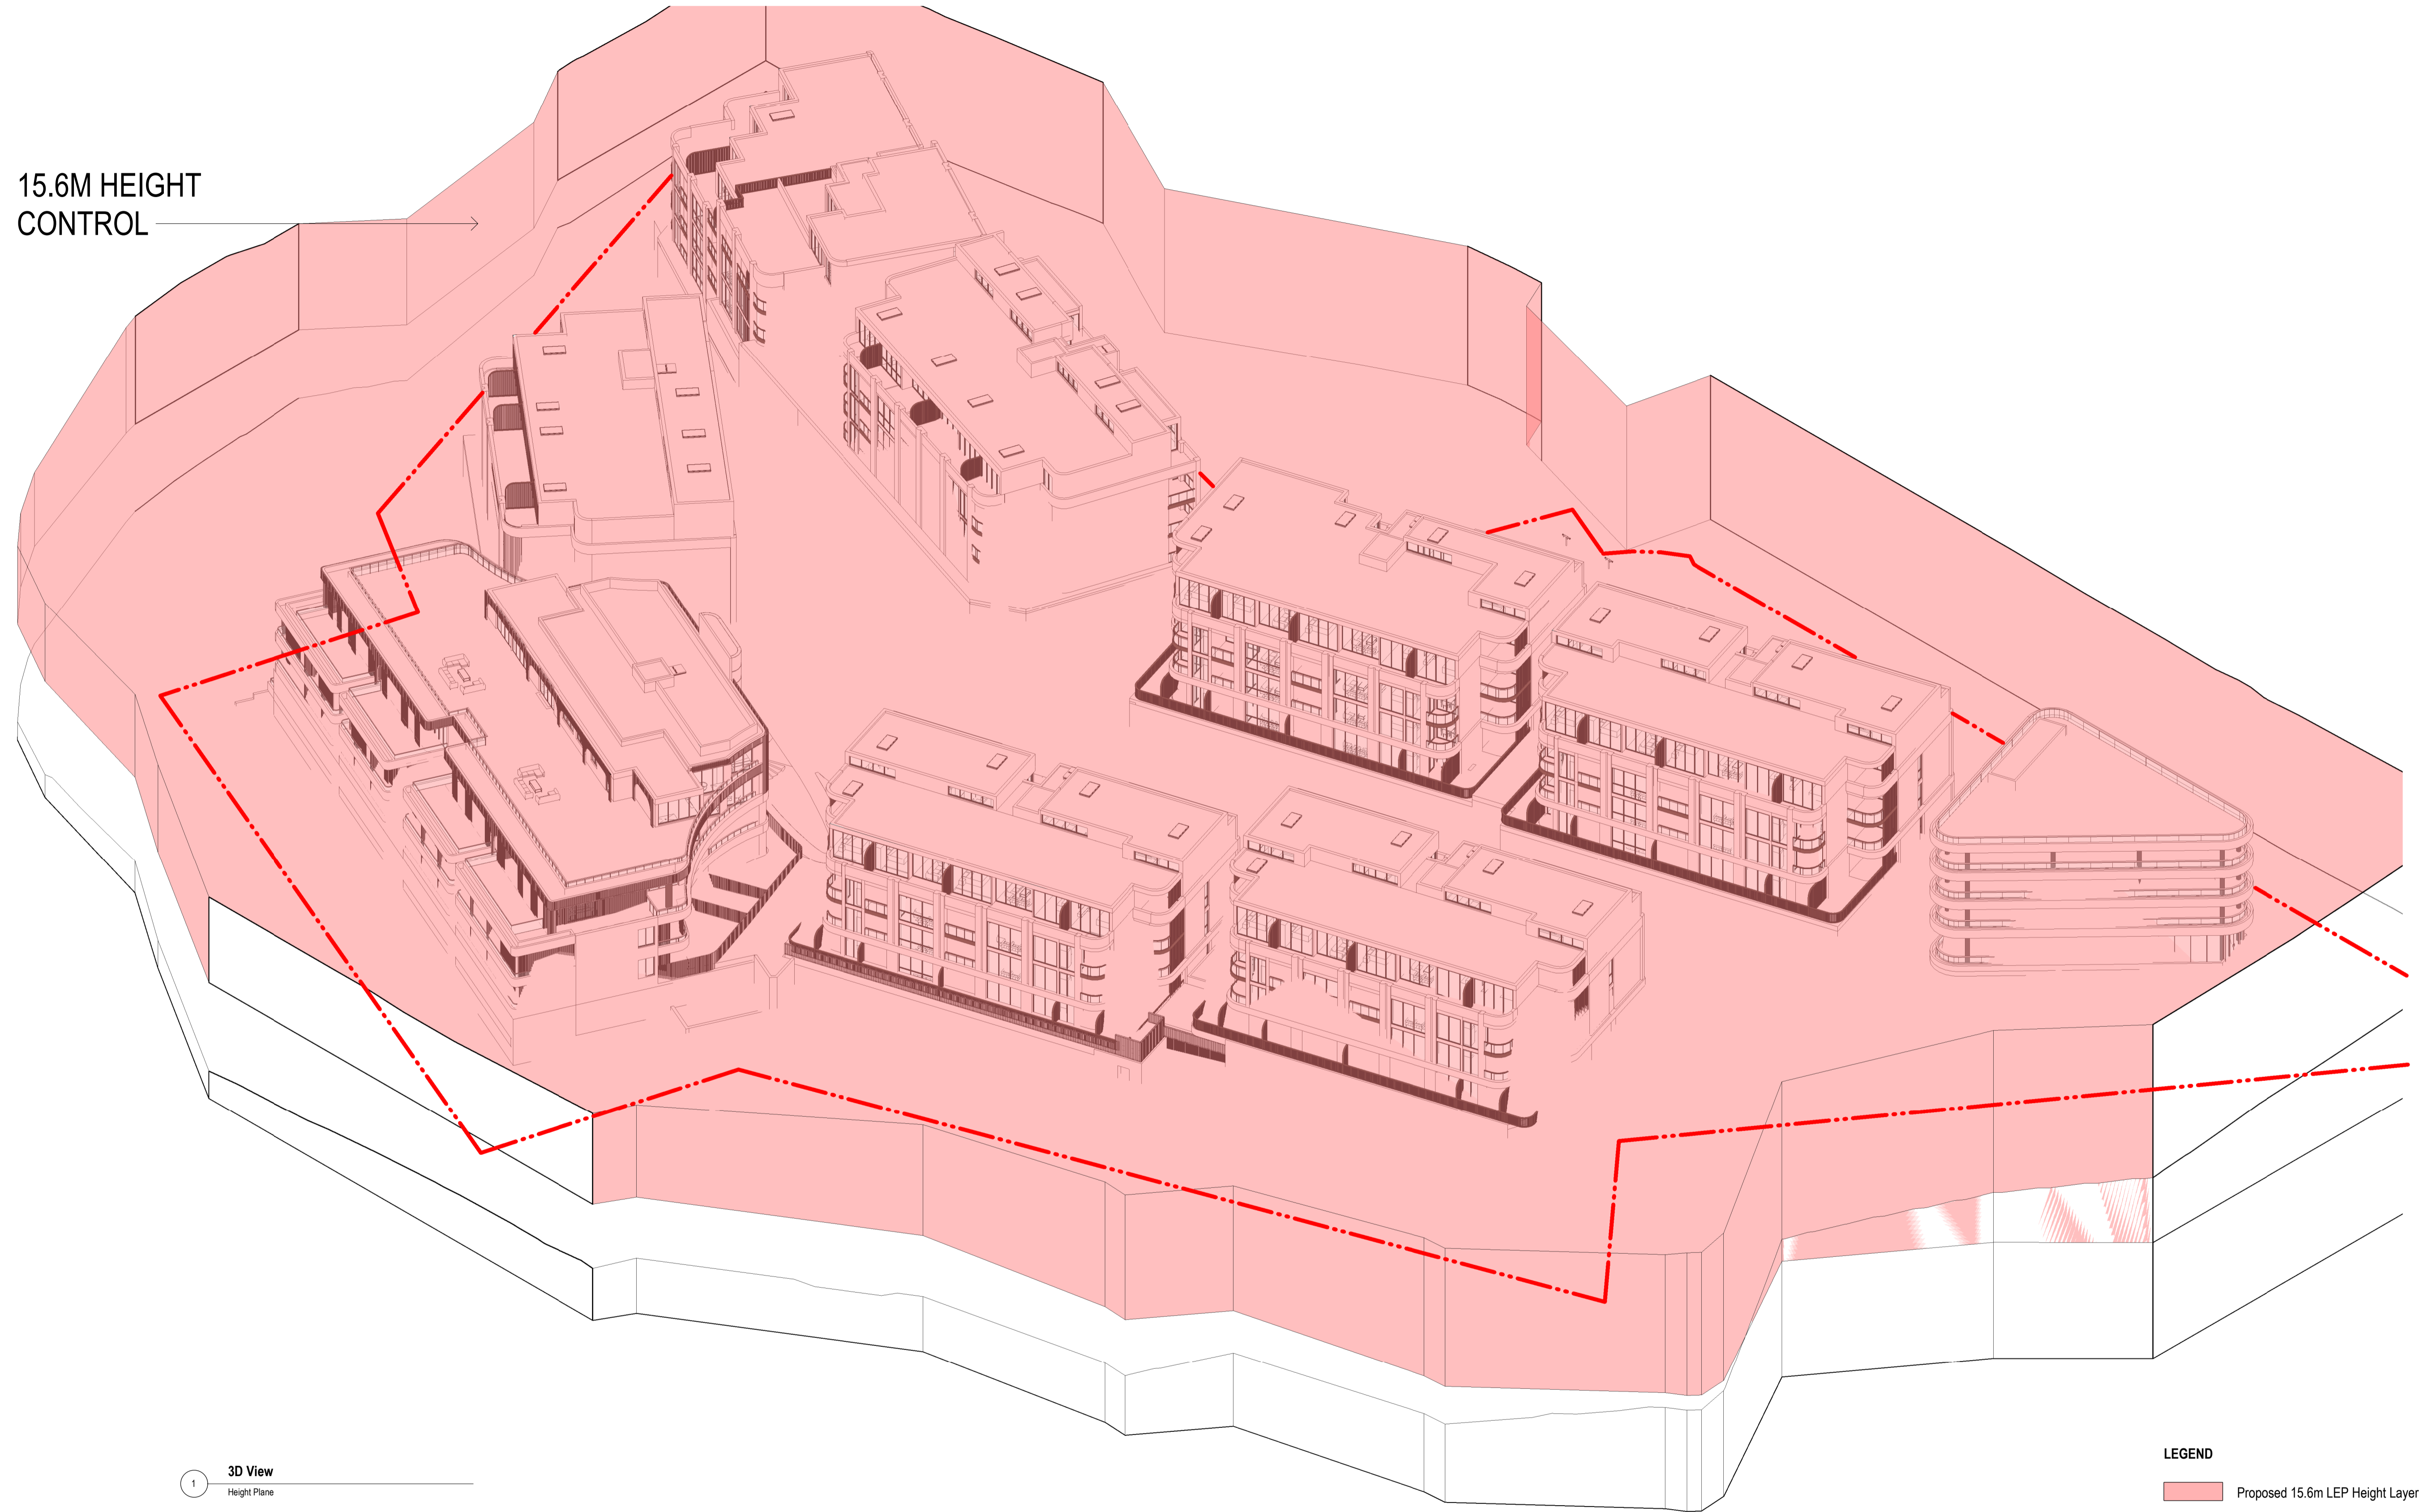 15.6M HEIGHT
CONTROL
1
3D View
Height Plane
LEGEND
Proposed 15.6m LEP Height Layer